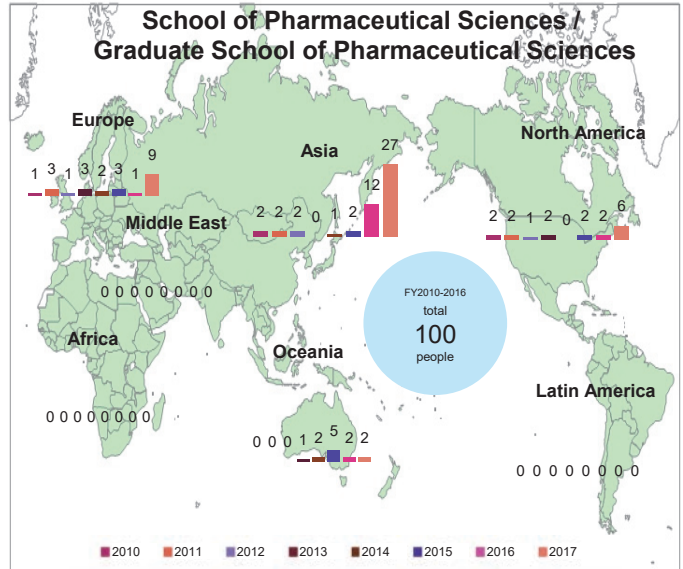 School of Pharmaceutical Sciences /
Graduate School of Pharmaceutical Sciences
Europe
1 3 1 3 2 3 1 9
Asia
2 2 2 0 1 2 12 27
North America
2 2 1 2 0 2 2 6
Middle East
0 0 0 0 0 0 0 0
Africa
0 0 0 0 0 0 0 0
Oceania
0 0 0 1 2 5 2 2
FY2010-2016
total
100
people
Latin America
0 0 0 0 0 0 0 0
2010 2011 2012 2013 2014 2015 2016 2017